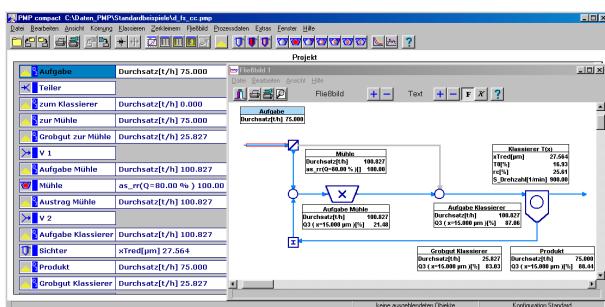 PMP compact C:\Daten_PMP\Standardbeispiele\d_fx_cc.pmp
Datei Bearbeiten Ansicht Körnung Klassieren Zerkleinern Fließbild Prozessdaten Extras Fenster Hilfe
Projekt
Aufgabe Durchsatz[t/h] 75.000
Teiler
zum Klassierer Durchsatz[t/h] 0.000
zur Mühle Durchsatz[t/h] 75.000
Grobgut zur Mühle Durchsatz[t/h] 25.827
V 1
Aufgabe Mühle Durchsatz[t/h] 100.827
Mühle as_rr(Q=80.00 % ) 100.00
Austrag Mühle Durchsatz[t/h] 100.827
V 2
Aufgabe Klassierer Durchsatz[t/h] 100.827
Sichter xTred[µm] 27.564
Produkt Durchsatz[t/h] 75.000
Grobgut Klassierer Durchsatz[t/h] 25.827
Fließbild 1
Datei Bearbeiten Ansicht Hilfe
Fließbild + - Text + - F K ?
Aufgabe
Durchsatz[t/h] 75.000
Mühle
Durchsatz[t/h] 100.827
as_rr(Q=80.00 % )[] 100.00
Klassierer T(x)
xTred[µm] 27.564
T0[%] 16.93
rc[%] 25.61
S_Drehzahl[1/min] 900.00
Aufgabe Mühle
Durchsatz[t/h] 100.827
Q3 ( x=15.000 µm )[%] 21.48
Aufgabe Klassierer
Durchsatz[t/h] 100.827
Q3 ( x=15.000 µm )[%] 87.06
Σ
Grobgut Klassierer
Durchsatz[t/h] 25.827
Q3 ( x=15.000 µm )[%] 83.03
Produkt
Durchsatz[t/h] 75.000
Q3 ( x=15.000 µm )[%] 88.44
keine ausgeblendeten Objekte Konfiguration Standard